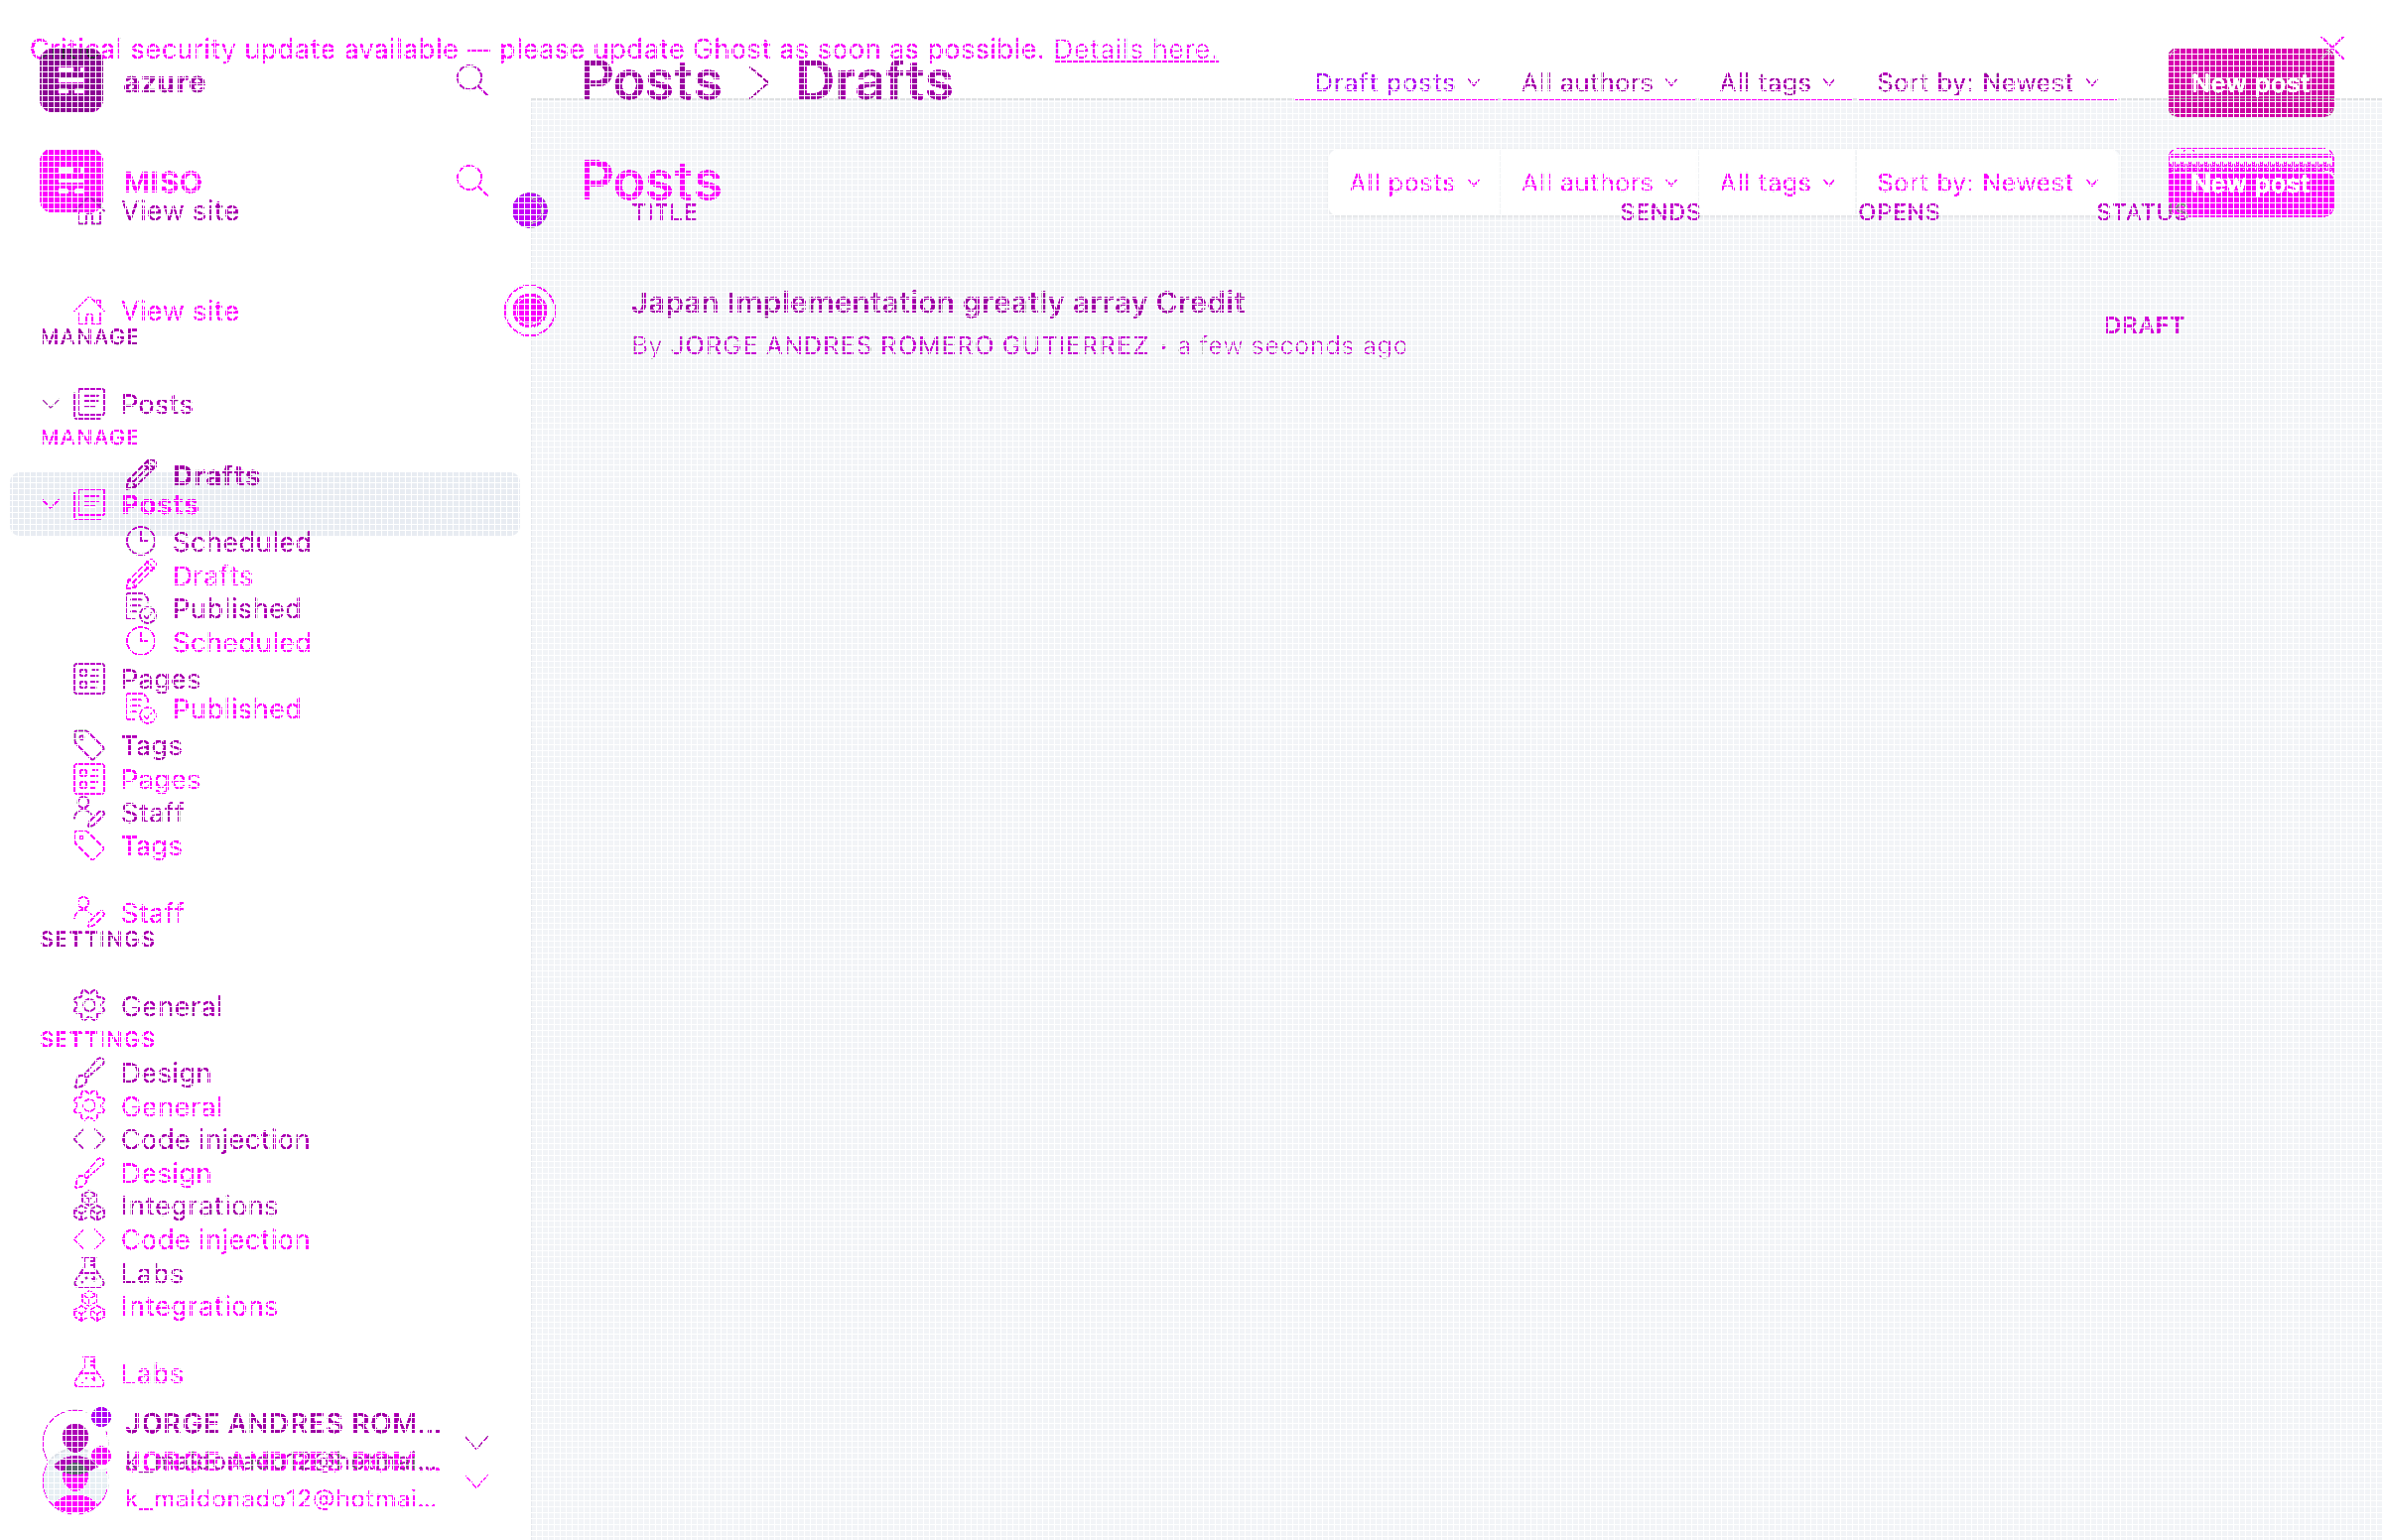 Critical security update available — please update Ghost as soon as possible. Details here.
azure
Posts > Drafts
Draft posts
All authors
All tags
Sort by: Newest
New post
MISO
Posts
All posts
All authors
All tags
Sort by: Newest
New post
View site
TITLE
SENDS
OPENS
STATUS
View site
Japan Implementation greatly array Credit
By JORGE ANDRES ROMERO GUTIERREZ • a few seconds ago
DRAFT
MANAGE
Posts
MANAGE
Drafts
Posts
Scheduled
Drafts
Published
Scheduled
Pages
Published
Tags
Pages
Staff
Tags
Staff
SETTINGS
General
SETTINGS
Design
General
Code injection
Design
Integrations
Code injection
Labs
Integrations
Labs
JORGE ANDRES ROM...
k_maldonado12@hotmai...